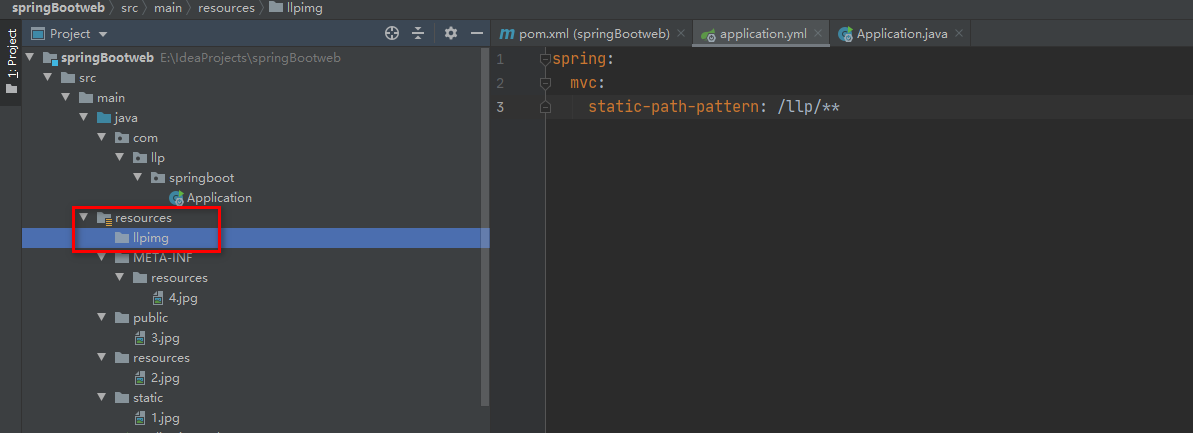 springBootweb > src > main > resources > llpimg
1: Project
Project
springBootweb E:\IdeaProjects\springBootweb
src
main
java
com
llp
springboot
Application
resources
llpimg
META-INF
resources
4.jpg
public
3.jpg
resources
2.jpg
static
1.jpg
pom.xml (springBootweb) × application.yml × Application.java ×
1 spring:
2 mvc:
3 static-path-pattern: /llp/**